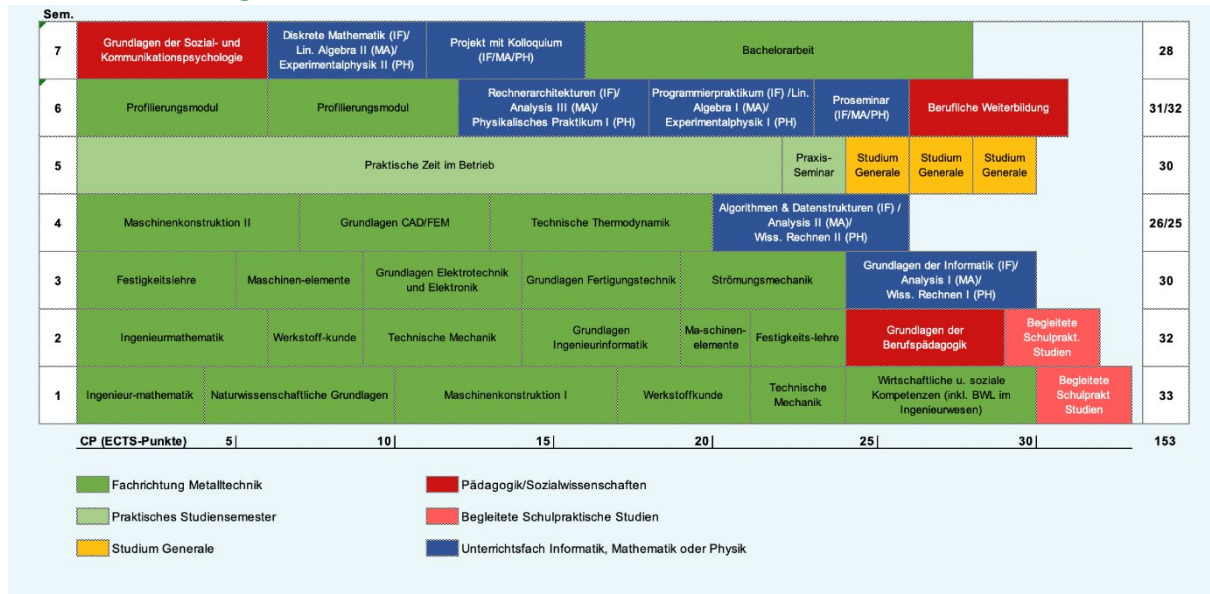 Sem.
7
Grundlagen der Sozial- und
Kommunikationspsychologie
Diskrete Mathematik (IF)/
Lin. Algebra II (MA)/
Experimentalphysik II (PH)
Projekt mit Kolloquium
(IF/MA/PH)
Bachelorarbeit
28
6
Profilierungsmodul
Profilierungsmodul
Rechnerarchitekturen (IF)/
Analysis III (MA)/
Physikalisches Praktikum I (PH)
Programmierpraktikum (IF) /Lin.
Algebra I (MA)/
Experimentalphysik I (PH)
Proseminar
(IF/MA/PH)
Berufliche Weiterbildung
31/32
5
Praktische Zeit im Betrieb
Praxis-
Seminar
Studium
Generale
Studium
Generale
Studium
Generale
30
4
Maschinenkonstruktion II
Grundlagen CAD/FEM
Technische Thermodynamik
Algorithmen & Datenstrukturen (IF) /
Analysis II (MA)/
Wiss. Rechnen II (PH)
26/25
3
Festigkeitslehre
Maschinen-elemente
Grundlagen Elektrotechnik
und Elektronik
Grundlagen Fertigungstechnik
Strömungsmechanik
Grundlagen der Informatik (IF)/
Analysis I (MA)/
Wiss. Rechnen I (PH)
30
2
Ingenieurmathematik
Werkstoff-kunde
Technische Mechanik
Grundlagen
Ingenieurinformatik
Ma-schinen-
elemente
Festigkeits-lehre
Grundlagen der
Berufspädagogik
Begleitete
Schulprakt.
Studien
32
1
Ingenieur-mathematik
Naturwissenschaftliche Grundlagen
Maschinenkonstruktion I
Werkstoffkunde
Technische
Mechanik
Wirtschaftliche u. soziale
Kompetenzen (inkl. BWL im
Ingenieurwesen)
Begleitete
Schulprakt
Studien
33
CP (ECTS-Punkte) 5| 10| 15| 20| 25| 30| 153
Fachrichtung Metalltechnik
Pädagogik/Sozialwissenschaften
Praktisches Studiensemester
Begleitete Schulpraktische Studien
Studium Generale
Unterrichtsfach Informatik, Mathematik oder Physik